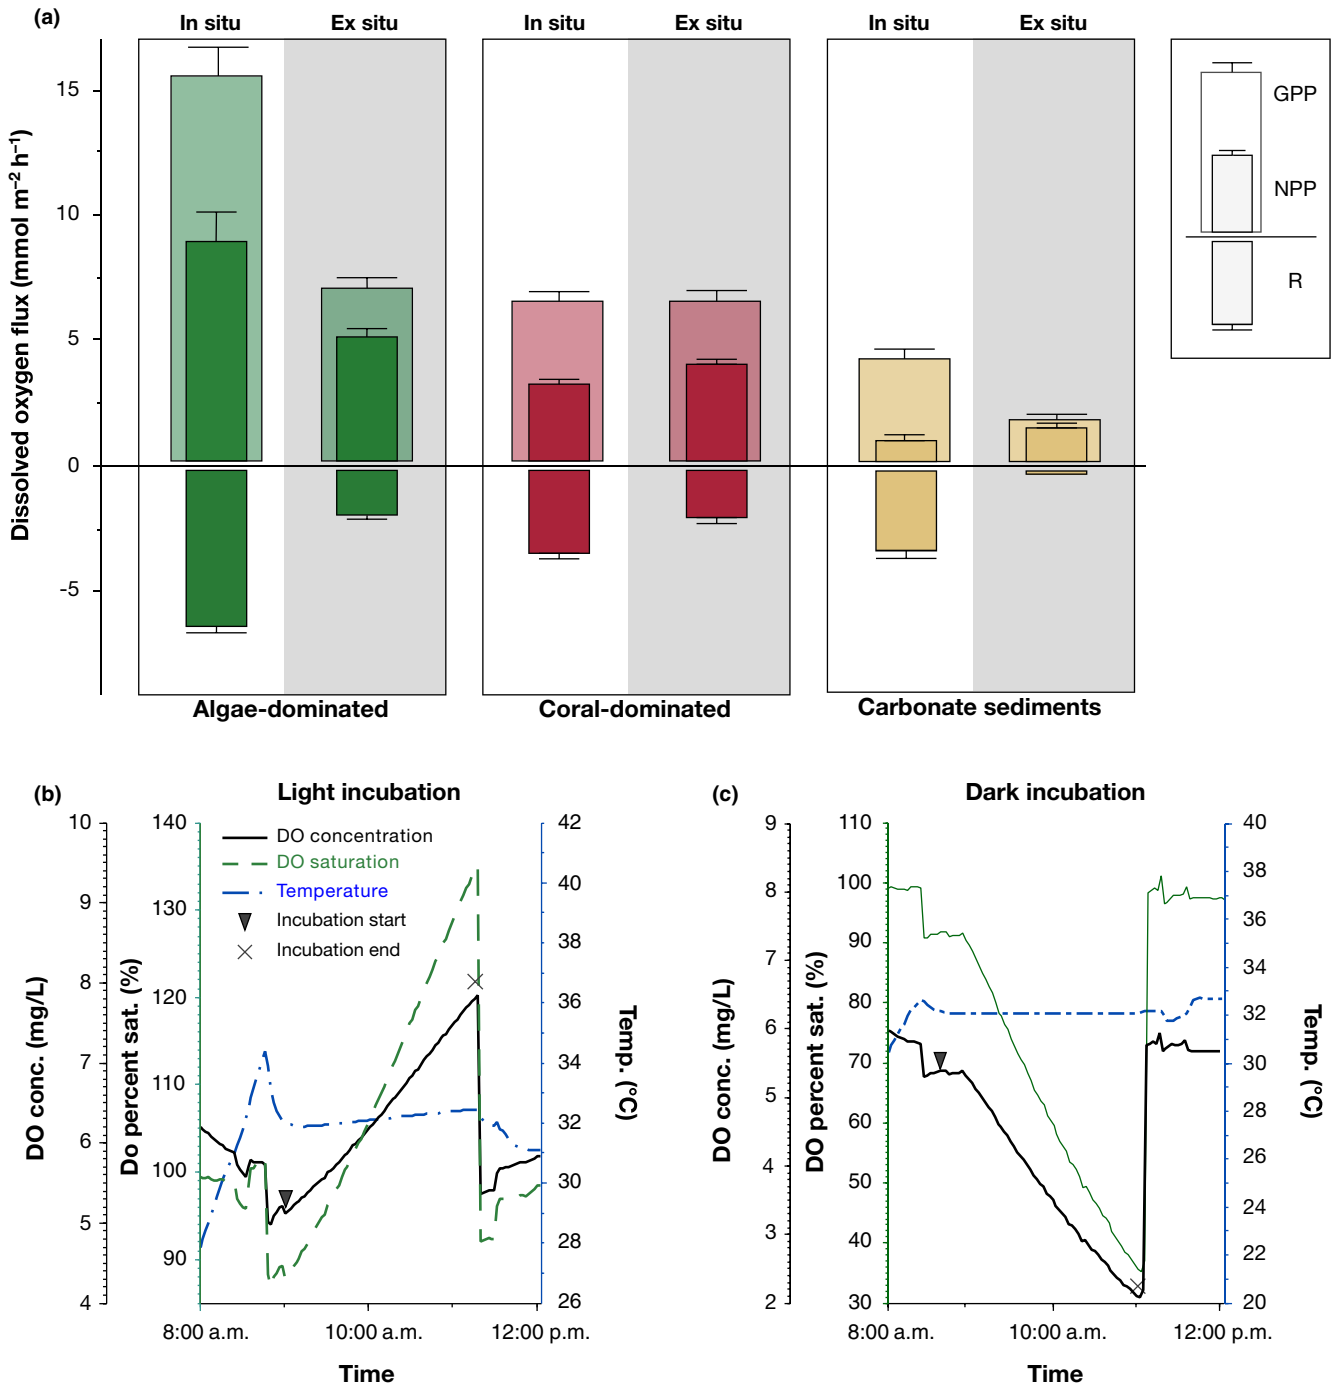 (a)
In situ
Ex situ
In situ
Ex situ
In situ
Ex situ
Dissolved oxygen flux (mmol m⁻² h⁻¹)
15
10
5
0
-5
GPP
NPP
R
Algae-dominated
Coral-dominated
Carbonate sediments
(b)
Light incubation
DO conc. (mg/L)
10
9
8
7
6
5
4
Do percent sat. (%)
140
130
120
110
100
90
DO concentration
DO saturation
Temperature
Incubation start
Incubation end
42
40
38
36
34
32
30
28
26
Temp. (°C)
8:00 a.m.
10:00 a.m.
12:00 p.m.
Time
(c)
Dark incubation
DO conc. (mg/L)
9
8
7
6
5
4
3
2
DO percent sat. (%)
110
100
90
80
70
60
50
40
30
40
38
36
34
32
30
28
26
24
22
20
Temp. (°C)
8:00 a.m.
10:00 a.m.
12:00 p.m.
Time